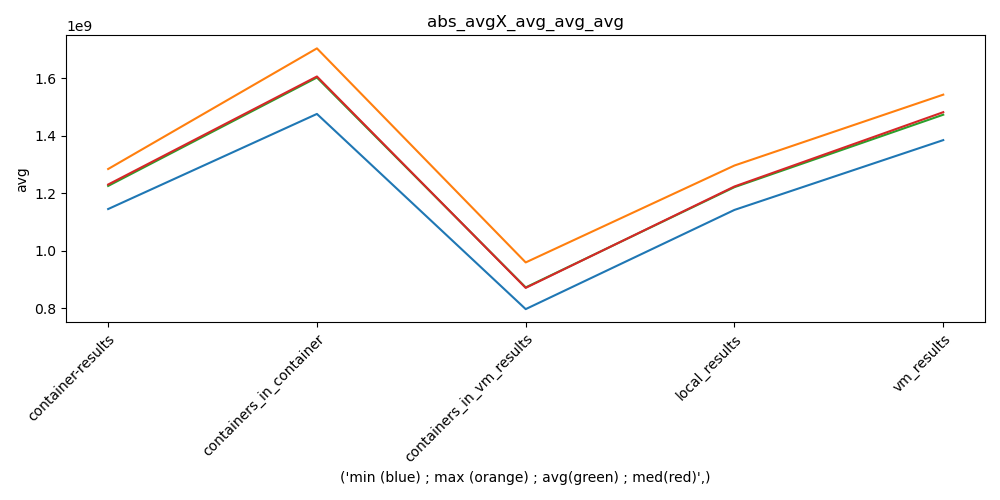 abs_avgX_avg_avg_avg
1e9
avg
1.6
1.4
1.2
1.0
0.8
container-results
containers_in_container
containers_in_vm_results
local_results
vm_results
('min (blue) ; max (orange) ; avg(green) ; med(red)',)